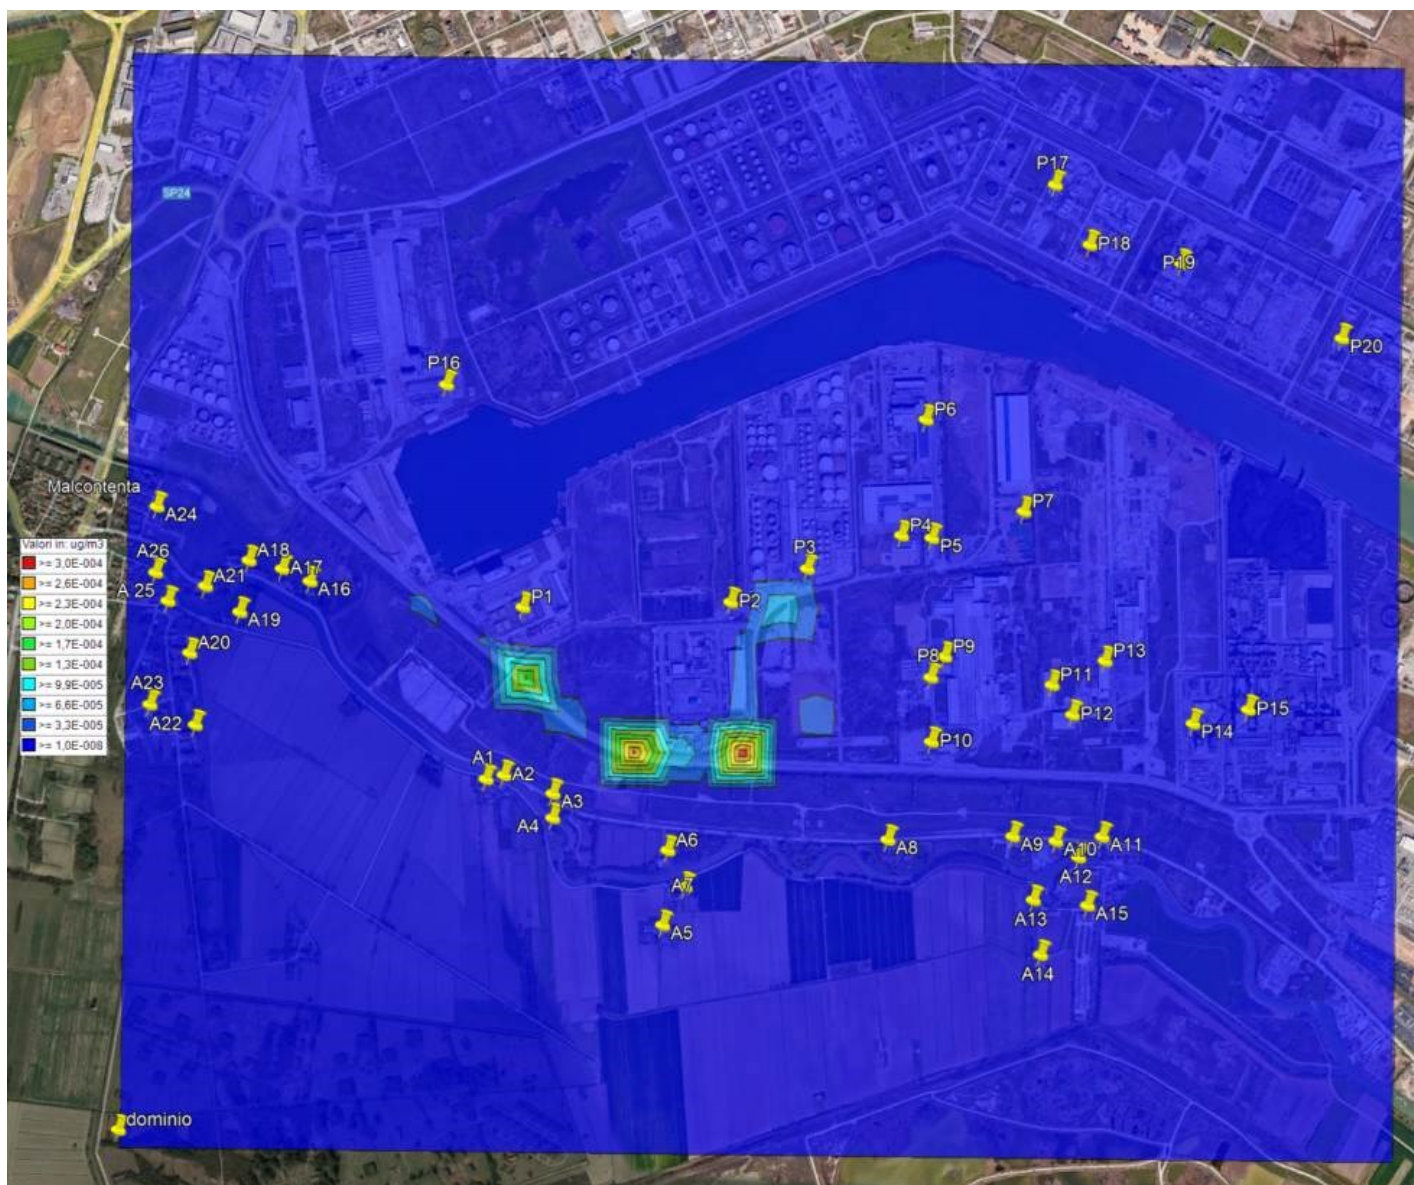 P17
SP24
P18
P19
P20
P16
P6
Malcontenta
A24
P7
Valori in: ug/m3
>= 3,0E-004
>= 2,6E-004
>= 2,3E-004
>= 2,0E-004
>= 1,7E-004
>= 1,3E-004
>= 9,9E-005
>= 6,6E-005
>= 3,3E-005
>= 1,0E-008
P4
P5
A26
A18
A17
A16
A21
P3
A 25
A19
P1
P2
A20
P9
P8
P13
P11
A23
A22
P12
P15
P14
P10
A1
A2
A3
A4
A6
A8
A9
A10
A11
A12
A7
A5
A13
A15
A14
dominio